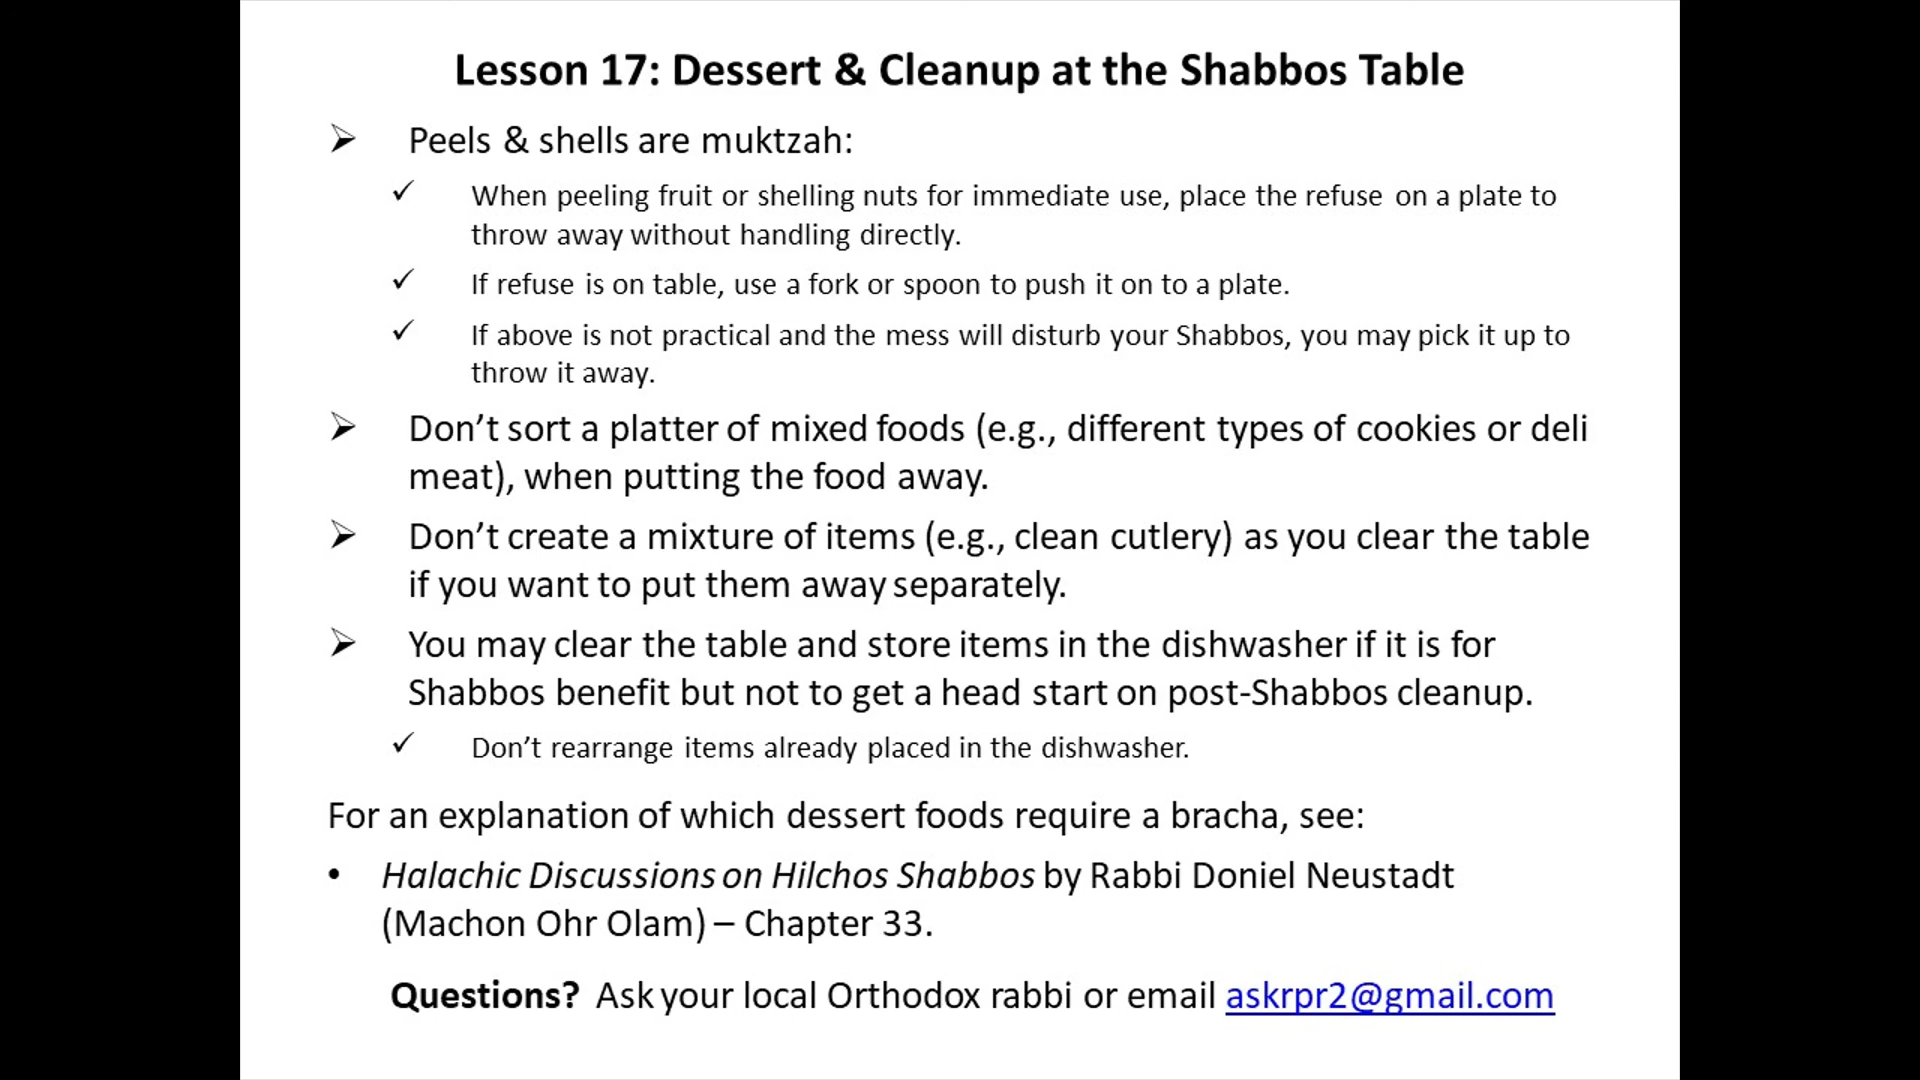 Lesson 17: Dessert & Cleanup at the Shabbos Table
➢ Peels & shells are muktzah:
✓ When peeling fruit or shelling nuts for immediate use, place the refuse on a plate to
throw away without handling directly.
✓ If refuse is on table, use a fork or spoon to push it on to a plate.
✓ If above is not practical and the mess will disturb your Shabbos, you may pick it up to
throw it away.
➢ Don’t sort a platter of mixed foods (e.g., different types of cookies or deli
meat), when putting the food away.
➢ Don’t create a mixture of items (e.g., clean cutlery) as you clear the table
if you want to put them away separately.
➢ You may clear the table and store items in the dishwasher if it is for
Shabbos benefit but not to get a head start on post-Shabbos cleanup.
✓ Don’t rearrange items already placed in the dishwasher.
For an explanation of which dessert foods require a bracha, see:
• Halachic Discussions on Hilchos Shabbos by Rabbi Doniel Neustadt
(Machon Ohr Olam) – Chapter 33.
Questions? Ask your local Orthodox rabbi or email askrpr2@gmail.com